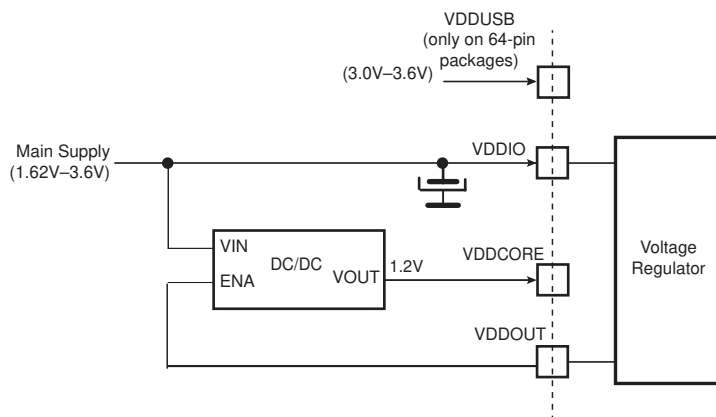 VDDUSB
(only on 64-pin
packages)
(3.0V–3.6V)
Main Supply
(1.62V–3.6V)
VDDIO
VIN
DC/DC
ENA
VOUT
1.2V
VDDCORE
VDDOUT
Voltage
Regulator